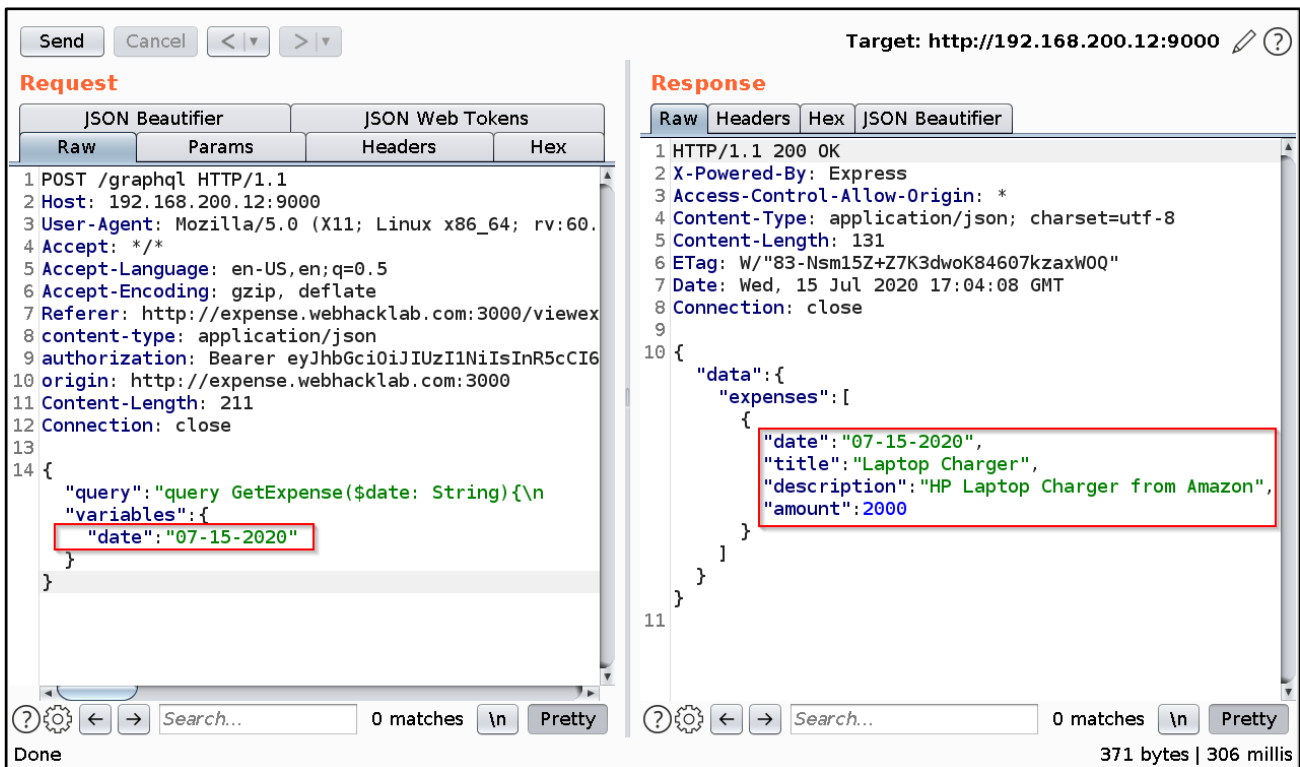 Send Cancel < > Target: http://192.168.200.12:9000 ?
Request
JSON Beautifier JSON Web Tokens
Raw Params Headers Hex
1 POST /graphql HTTP/1.1
2 Host: 192.168.200.12:9000
3 User-Agent: Mozilla/5.0 (X11; Linux x86_64; rv:60.
4 Accept: */*
5 Accept-Language: en-US,en;q=0.5
6 Accept-Encoding: gzip, deflate
7 Referer: http://expense.webhacklab.com:3000/viewex
8 content-type: application/json
9 authorization: Bearer eyJhbGciOiJIUzI1NiIsInR5cCI6
10 origin: http://expense.webhacklab.com:3000
11 Content-Length: 211
12 Connection: close
13
14 {
"query":"query GetExpense($date: String){\n
"variables":{
"date":"07-15-2020"
}
}
? ← → Search... 0 matches \n Pretty
Response
Raw Headers Hex JSON Beautifier
1 HTTP/1.1 200 OK
2 X-Powered-By: Express
3 Access-Control-Allow-Origin: *
4 Content-Type: application/json; charset=utf-8
5 Content-Length: 131
6 ETag: W/"83-Nsm15Z+Z7K3dwoK84607kzaxWOQ"
7 Date: Wed, 15 Jul 2020 17:04:08 GMT
8 Connection: close
9
10 {
"data":{
"expenses":[
{
"date":"07-15-2020",
"title":"Laptop Charger",
"description":"HP Laptop Charger from Amazon",
"amount":2000
}
]
}
}
11
? ← → Search... 0 matches \n Pretty
Done 371 bytes | 306 millis